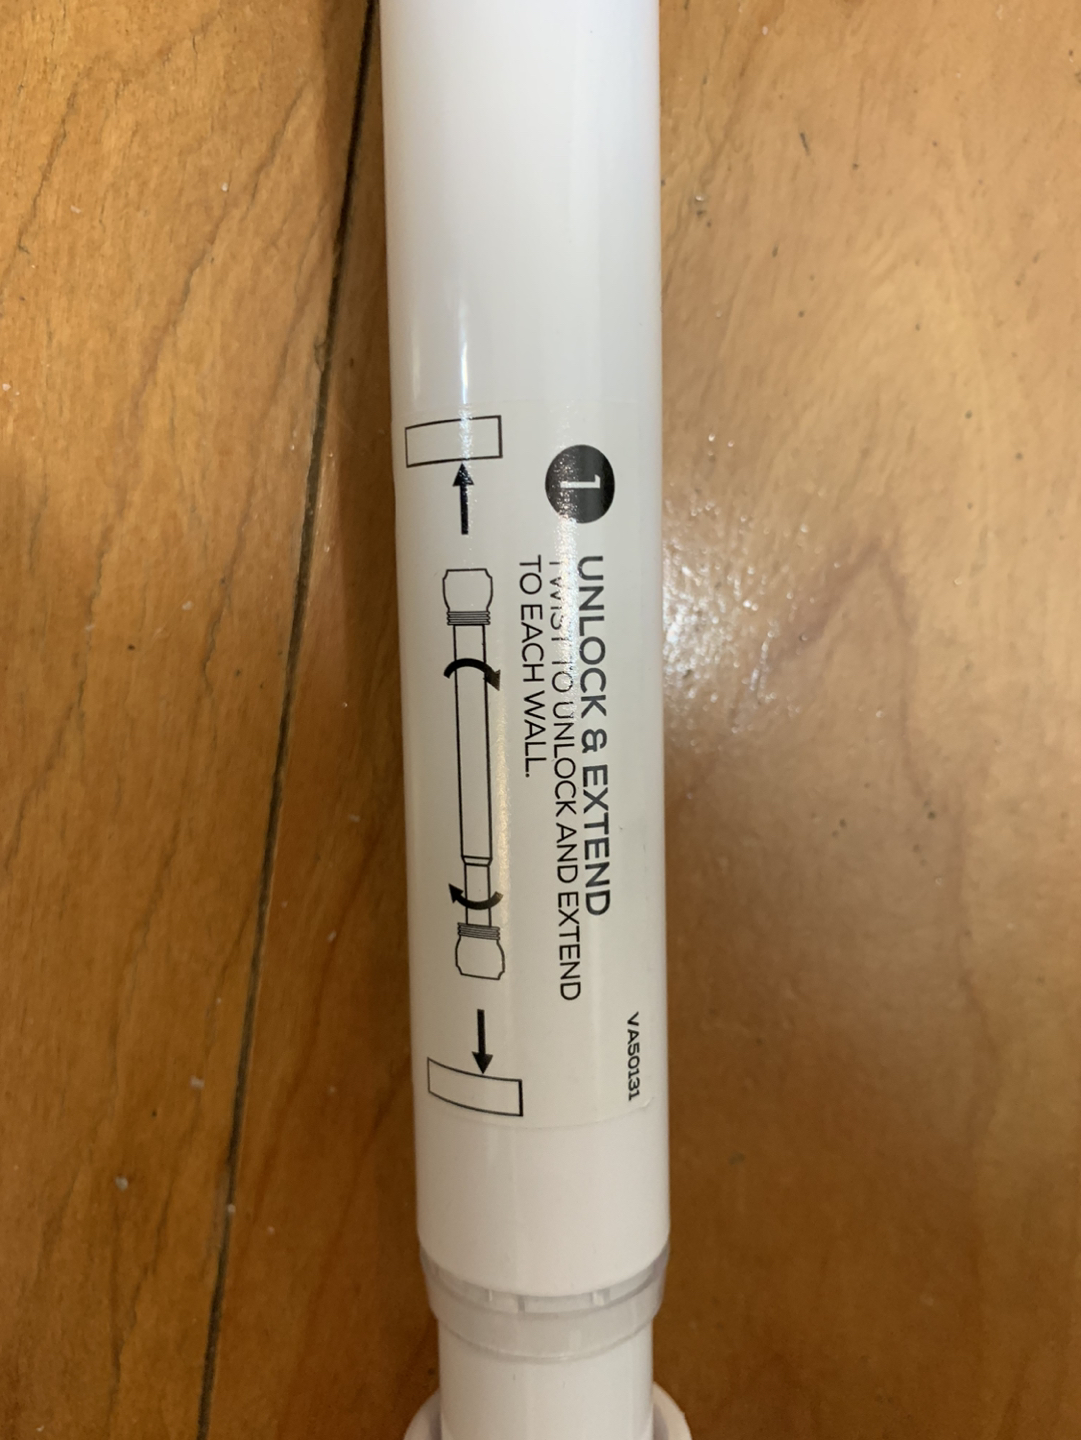 1
UNLOCK & EXTEND
TWIST TO UNLOCK AND EXTEND
TO EACH WALL.
VA50131